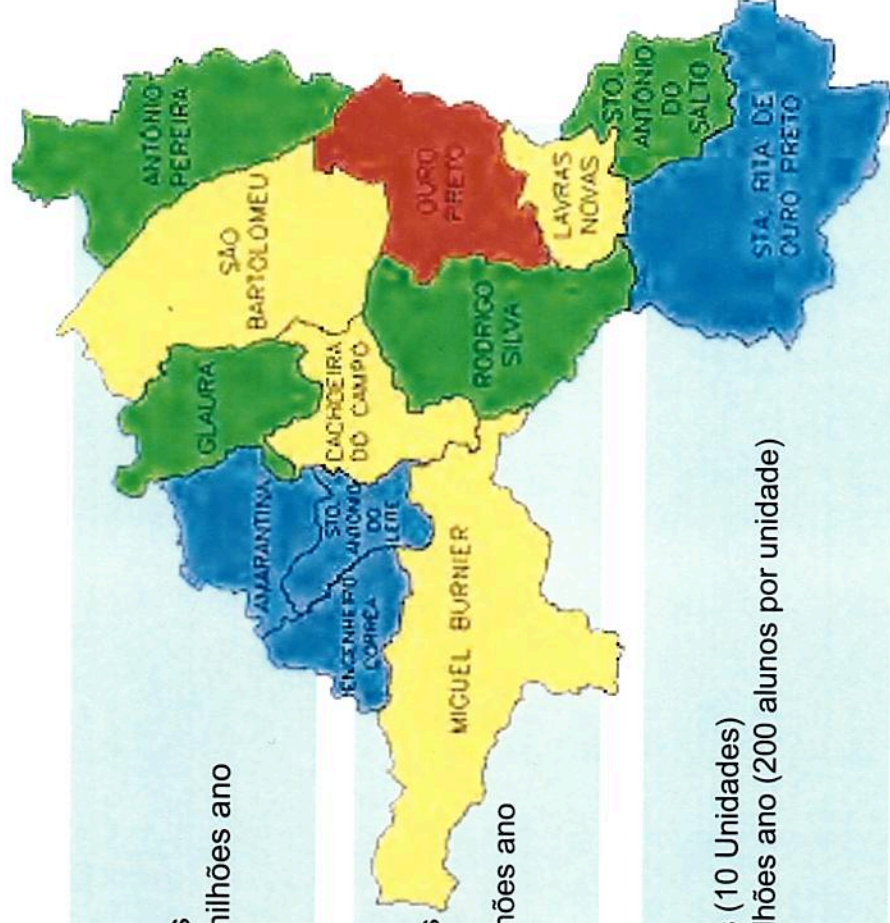 ANTÔNIO
PEREIRA
SÃO
BARTOLOMEU
GLAURA
AMARANTINA
OURO
PRETO
CACHOEIRA
DO CAMPO
STO.
ANTÔNIO
DO
LEITE
ENGENHEIRO
CORRÊA
RODRIGO
SILVA
MIGUEL BURNIER
LAVRAS
NOVAS
STO.
ANTÔNIO
DO
SALTO
STA. RITA DE
OURO PRETO
milhões ano
hões ano
(10 Unidades)
lhões ano (200 alunos por unidade)